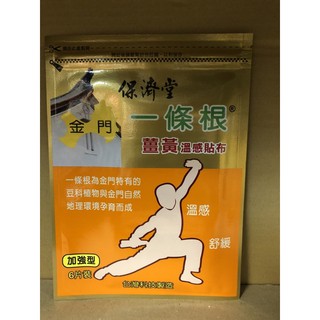 保濟堂
金門
一條根®
薑黃溫感貼布
一條根為金門特有的
豆科植物與金門自然
地理環境孕育而成
溫感
舒緩
加強型
6片裝